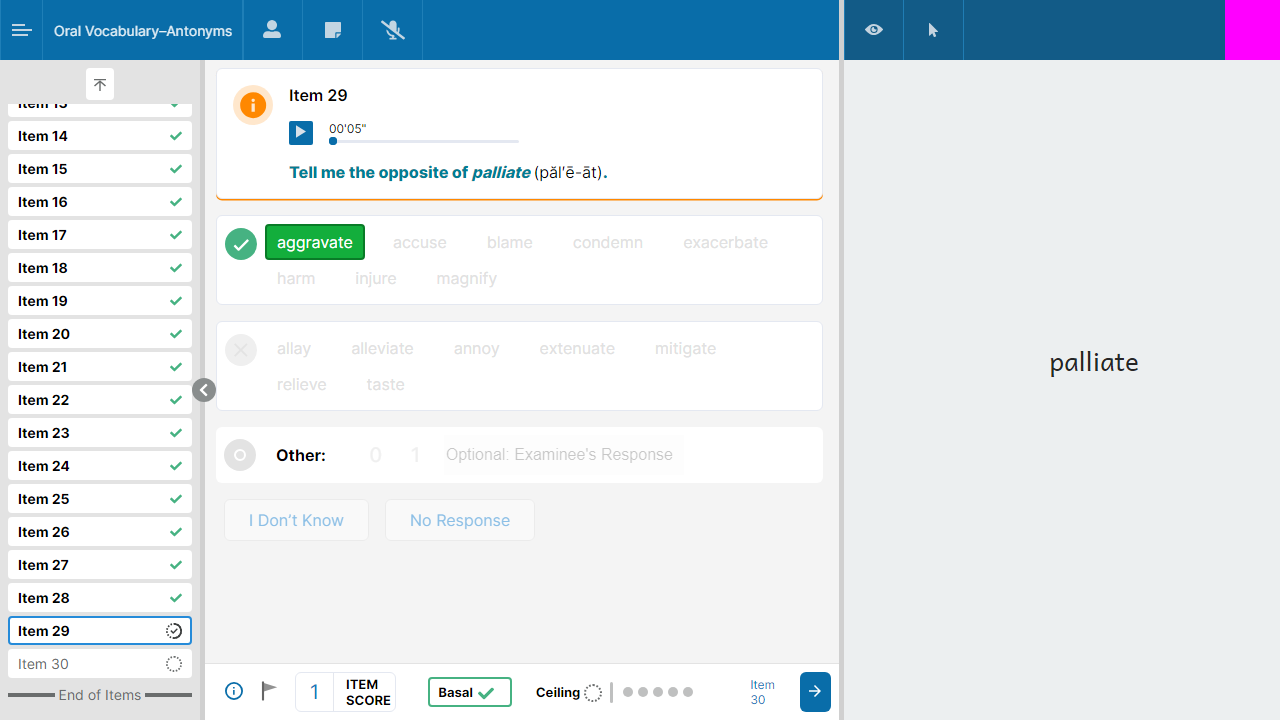 Oral Vocabulary–Antonyms
Item 14
Item 15
Item 16
Item 17
Item 18
Item 19
Item 20
Item 21
Item 22
Item 23
Item 24
Item 25
Item 26
Item 27
Item 28
Item 29
Item 30
End of Items
Item 29
00'05"
Tell me the opposite of palliate (păl′ē-āt).
aggravate accuse blame condemn exacerbate
harm injure magnify
allay alleviate annoy extenuate mitigate
relieve taste
Other: 0 1 Optional: Examinee's Response
I Don't Know No Response
1 ITEM SCORE Basal Ceiling Item 30
palliate